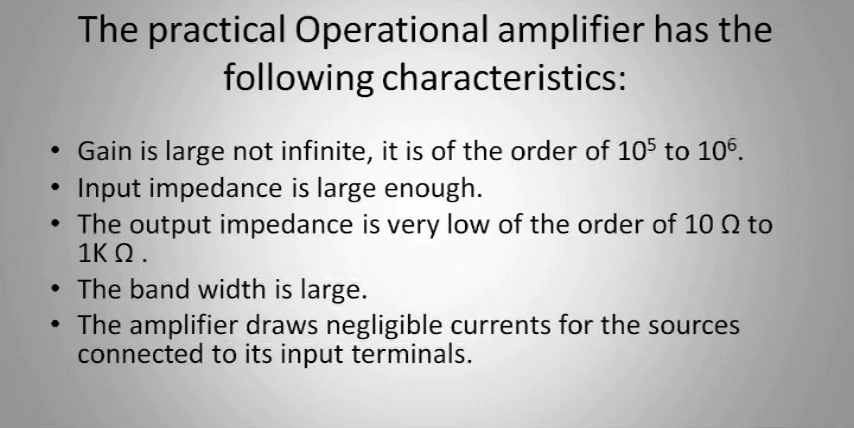 The practical Operational amplifier has the
following characteristics:
• Gain is large not infinite, it is of the order of 10⁵ to 10⁶.
• Input impedance is large enough.
• The output impedance is very low of the order of 10 Ω to
1K Ω .
• The band width is large.
• The amplifier draws negligible currents for the sources
connected to its input terminals.